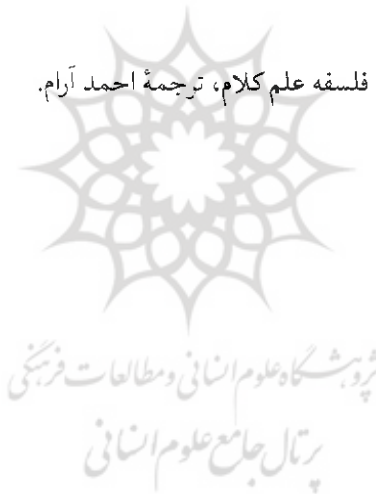 فلسفه علم کلام، ترجمهٔ احمد آرام.
پژوهشگاه علوم انسانی و مطالعات فرهنگی
پرتال جامع علوم انسانی